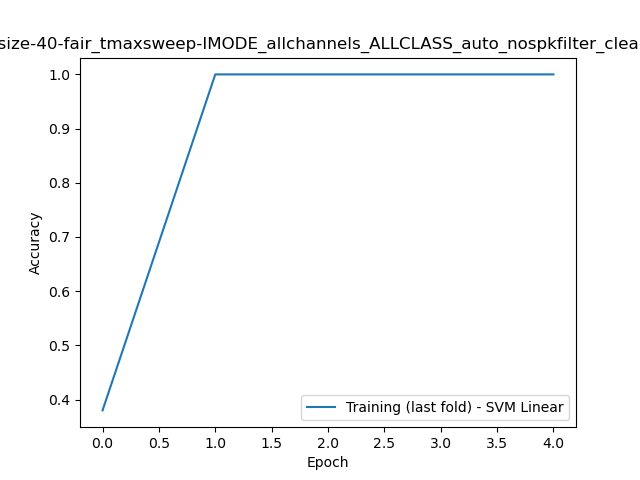 size-40-fair_tmaxsweep-IMODE_allchannels_ALLCLASS_auto_nospkfilter_clea
1.0
0.9
0.8
0.7
0.6
0.5
0.4
Accuracy
Training (last fold) - SVM Linear
0.0 0.5 1.0 1.5 2.0 2.5 3.0 3.5 4.0
Epoch